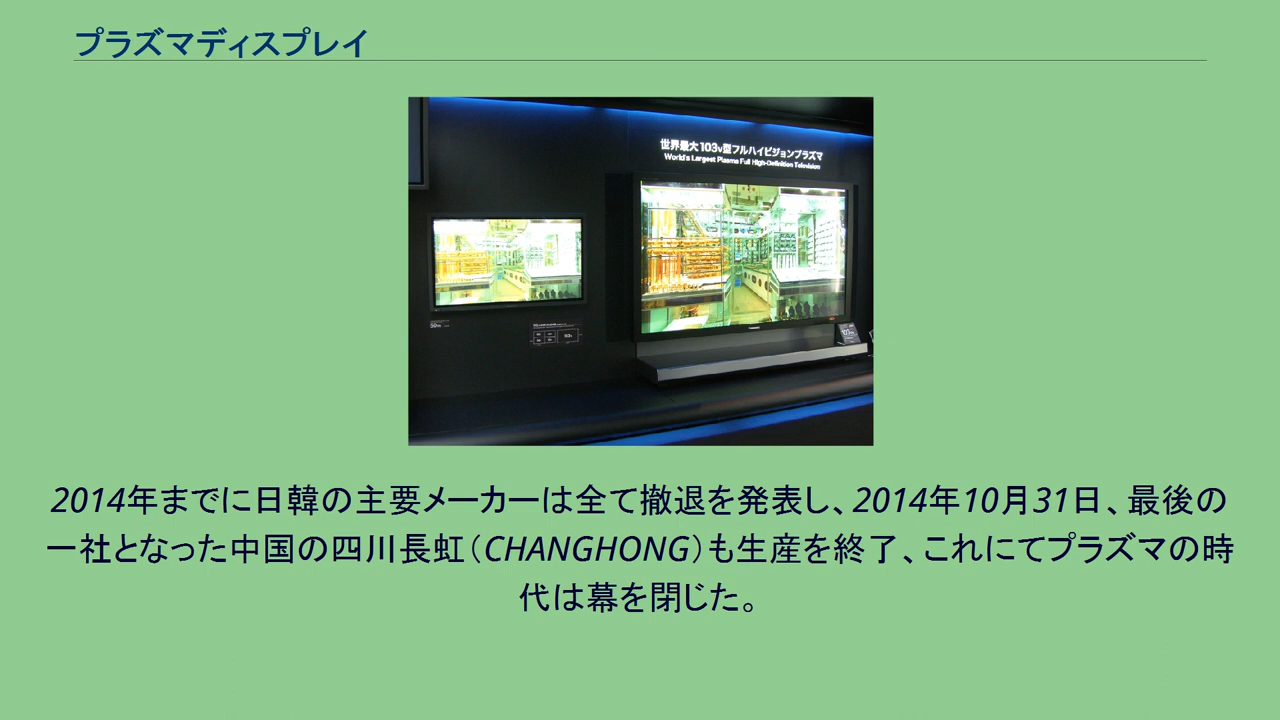 プラズマディスプレイ
世界最大103v型フルハイビジョンプラズマ
World's Largest Plasma Full High-Definition Television
2014年までに日韓の主要メーカーは全て撤退を発表し、2014年10月31日、最後の
一社となった中国の四川長虹（CHANGHONG）も生産を終了、これにてプラズマの時
代は幕を閉じた。